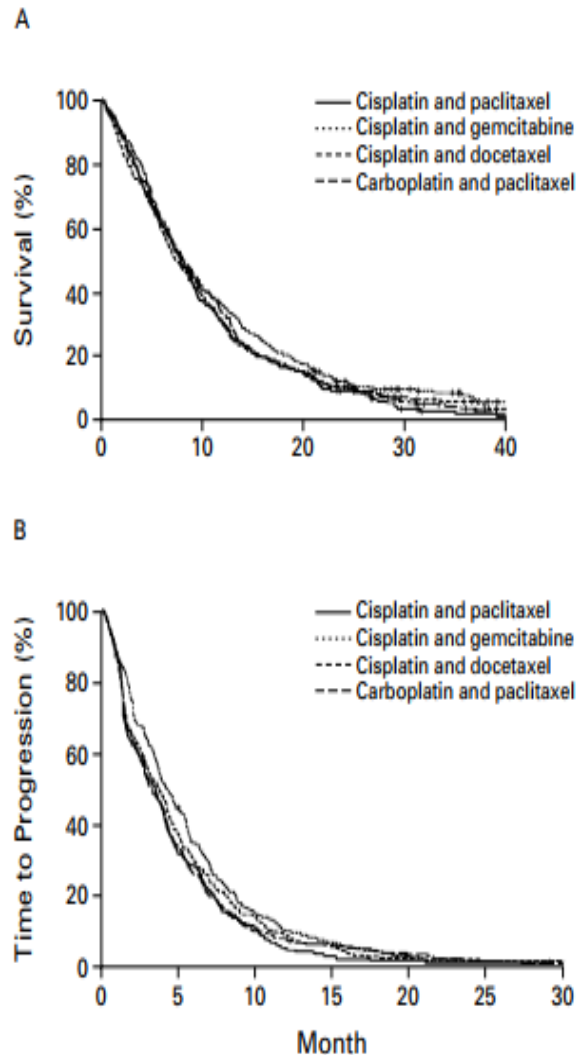 A
100
80
60
40
20
0
Survival (%)
Cisplatin and paclitaxel
Cisplatin and gemcitabine
Cisplatin and docetaxel
Carboplatin and paclitaxel
0 10 20 30 40
B
100
80
60
40
20
0
Time to Progression (%)
Cisplatin and paclitaxel
Cisplatin and gemcitabine
Cisplatin and docetaxel
Carboplatin and paclitaxel
0 5 10 15 20 25 30
Month